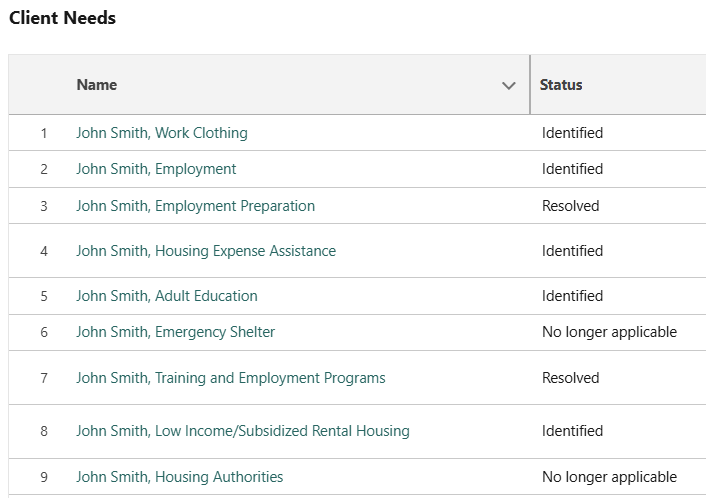 Client Needs
Name Status
1 John Smith, Work Clothing Identified
2 John Smith, Employment Identified
3 John Smith, Employment Preparation Resolved
4 John Smith, Housing Expense Assistance Identified
5 John Smith, Adult Education Identified
6 John Smith, Emergency Shelter No longer applicable
7 John Smith, Training and Employment Programs Resolved
8 John Smith, Low Income/Subsidized Rental Housing Identified
9 John Smith, Housing Authorities No longer applicable